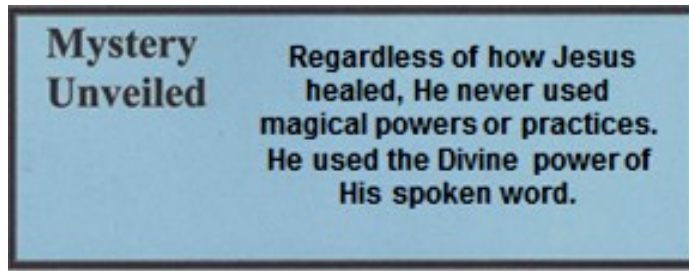 Mystery
Unveiled
Regardless of how Jesus
healed, He never used
magical powers or practices.
He used the Divine power of
His spoken word.